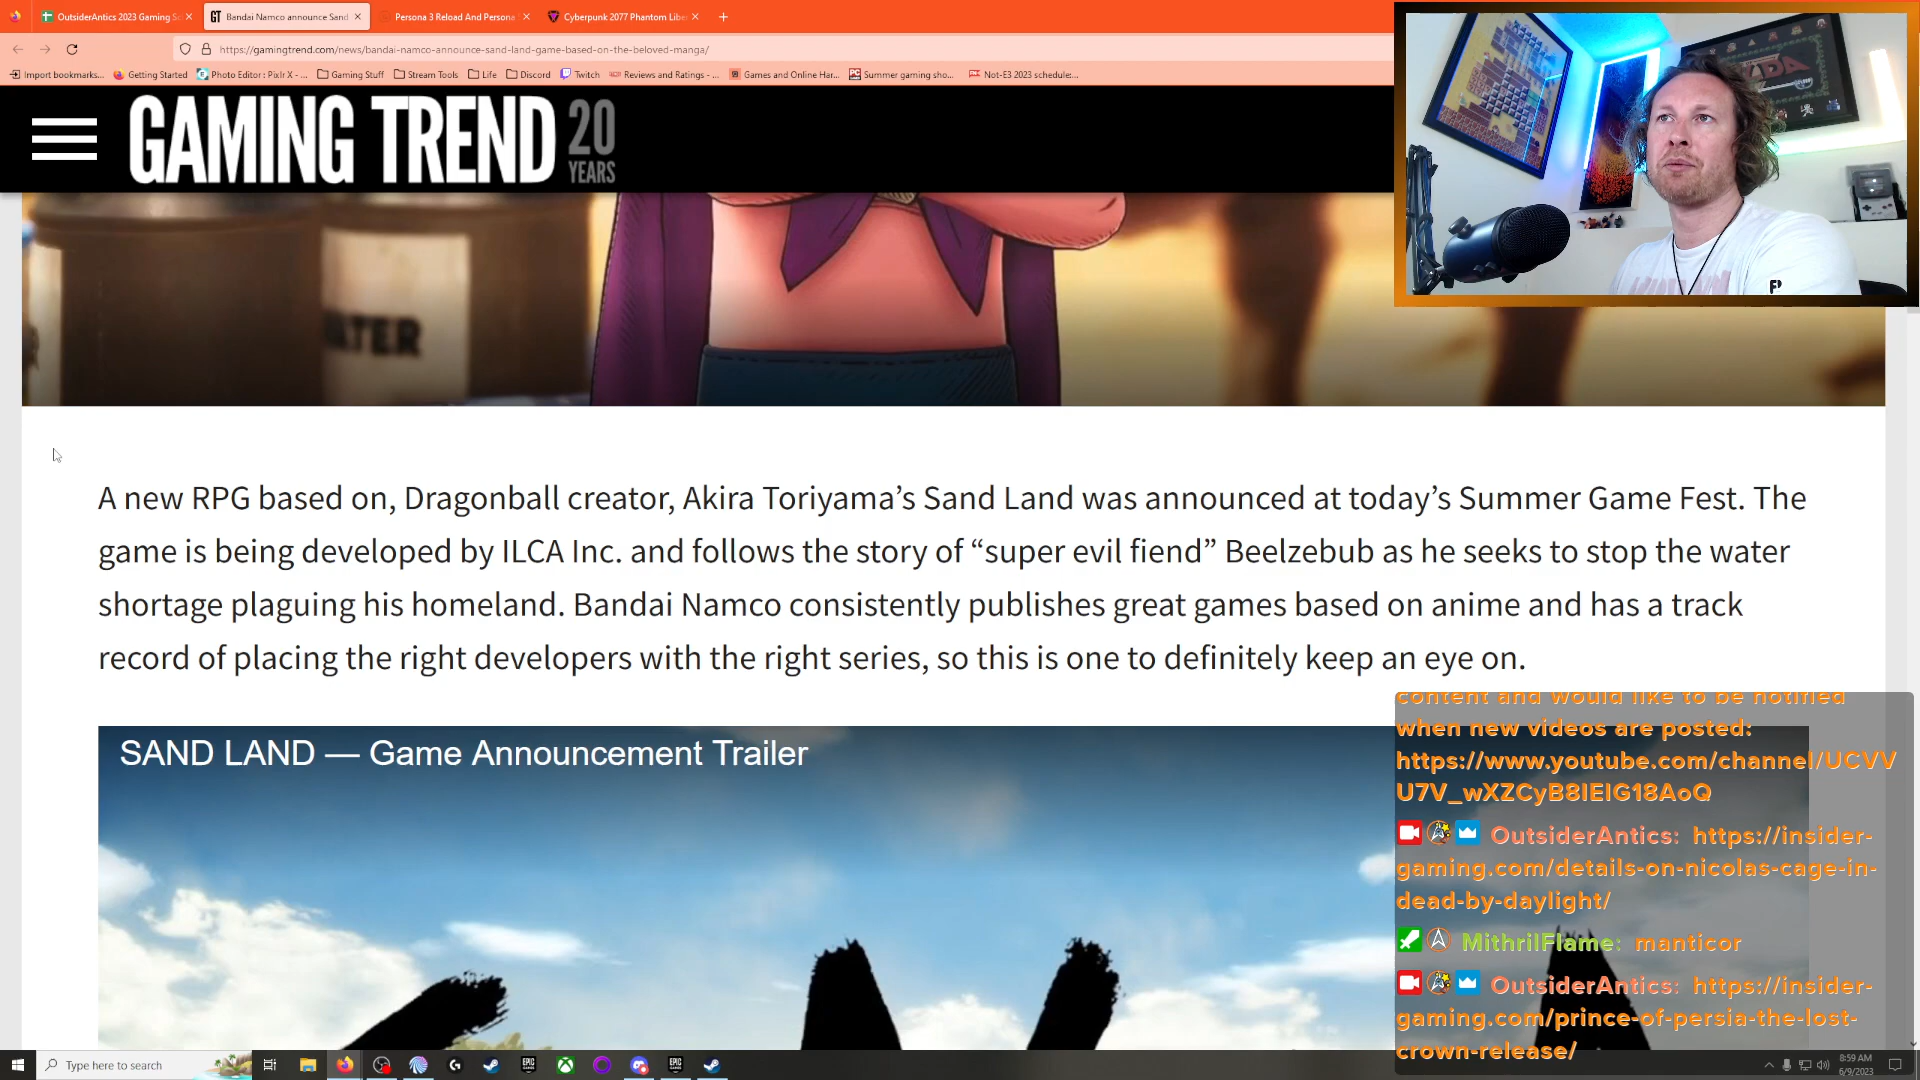 OutsiderAntics 2023 Gaming Sc
Bandai Namco announce Sand
Persona 3 Reload And Persona
Cyberpunk 2077 Phantom Libe
https://gamingtrend.com/news/bandai-namco-announce-sand-land-game-based-on-the-beloved-manga/
Import bookmarks... Getting Started Photo Editor : Pixlr X - ... Gaming Stuff Stream Tools Life Discord Twitch Reviews and Ratings - ... Games and Online Har... Summer gaming sho... Not-E3 2023 schedule:...
GAMING TREND 20 YEARS
A new RPG based on, Dragonball creator, Akira Toriyama’s Sand Land was announced at today’s Summer Game Fest. The
game is being developed by ILCA Inc. and follows the story of “super evil fiend” Beelzebub as he seeks to stop the water
shortage plaguing his homeland. Bandai Namco consistently publishes great games based on anime and has a track
record of placing the right developers with the right series, so this is one to definitely keep an eye on.
SAND LAND — Game Announcement Trailer
content and would like to be notified
when new videos are posted:
https://www.youtube.com/channel/UCVV
U7V_wXZCyB8IEIG18AoQ
OutsiderAntics: https://insider-
gaming.com/details-on-nicolas-cage-in-
dead-by-daylight/
MithrilFlame: manticor
OutsiderAntics: https://insider-
gaming.com/prince-of-persia-the-lost-
crown-release/
Type here to search
8:59 AM
6/9/2023